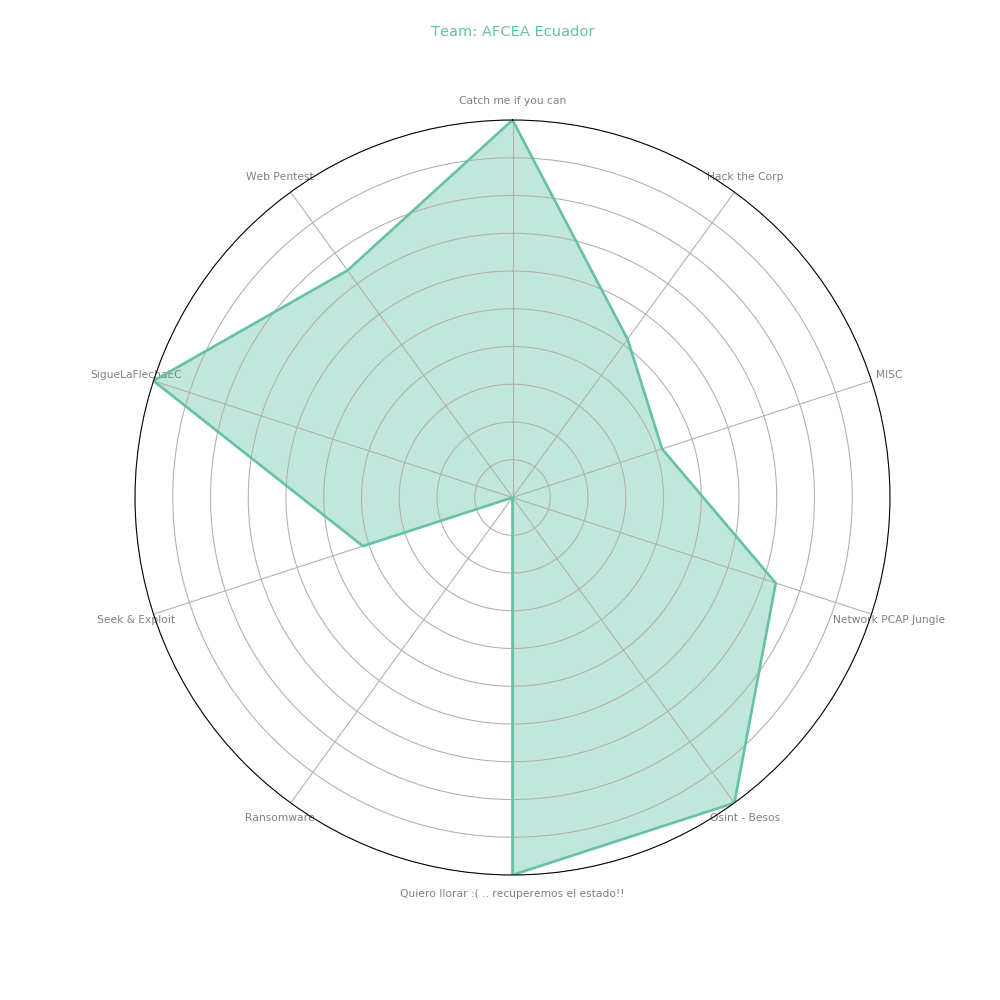 Team: AFCEA Ecuador
Catch me if you can
Web Pentest
Hack the Corp
SigueLaFlechaEC
MISC
Seek & Exploit
Network PCAP Jungle
Ransomware
Osint - Besos
Quiero llorar :( .. recuperemos el estado!!